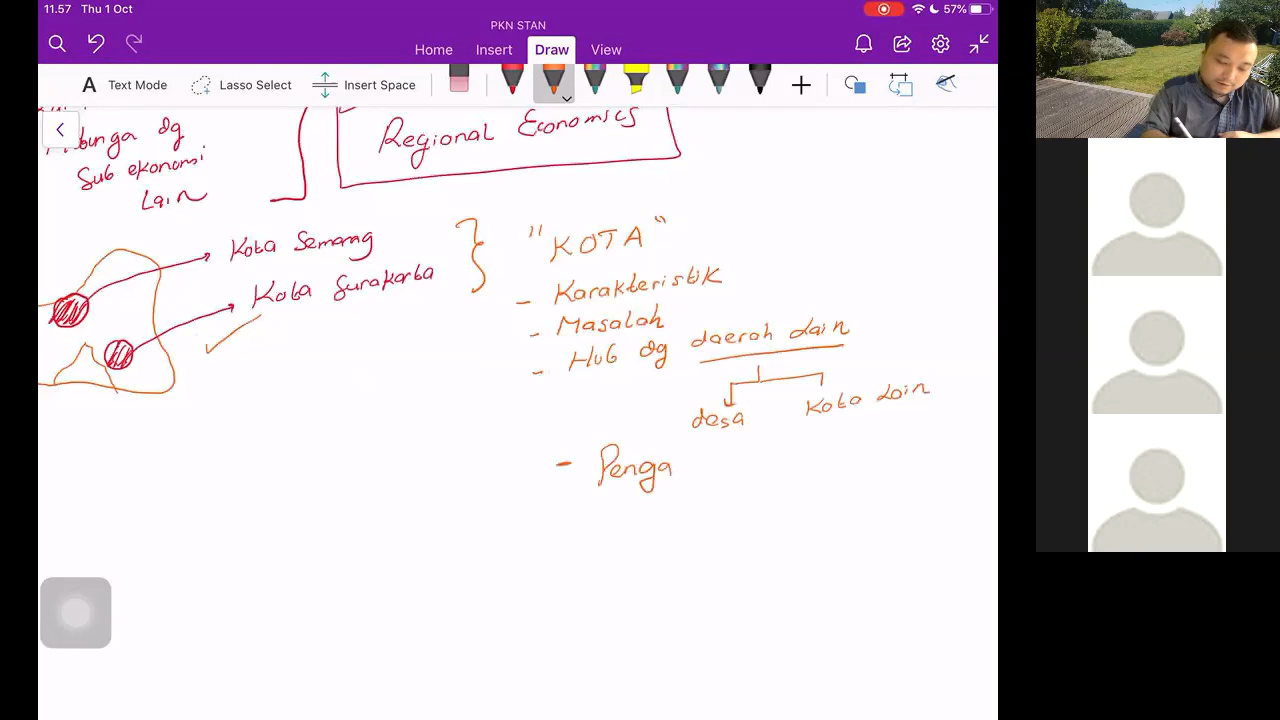 11.57 Thu 1 Oct
57%
PKN STAN
Home Insert Draw View
A Text Mode Lasso Select Insert Space
Regional Economics
dg
Sub ekonomi
Lain
Kota Semarang
Kota Surakarta
"KOTA"
- Karakteristik
- Masalah
- Hub dg daerah Lain
desa Kota Lain
- Penga